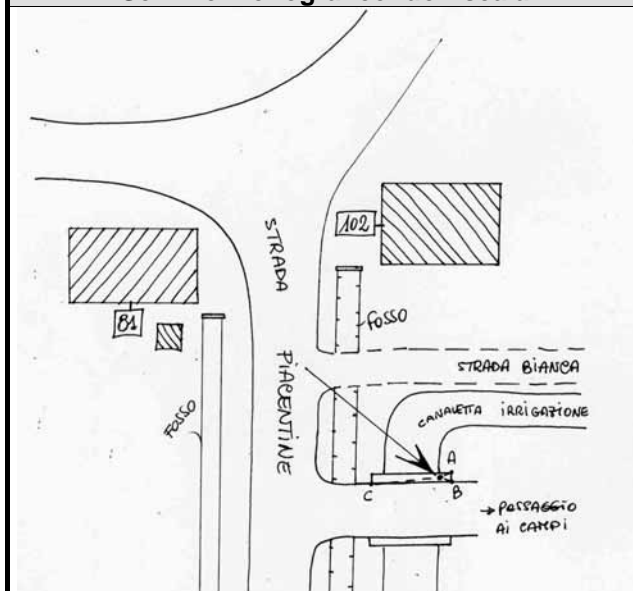 102
STRADA
81
FOSSO
FOSSO
PIACENTINE
STRADA BIANCA
CANALETTA IRRIGAZIONE
A
C
B
→ PASSAGGIO
AI CAMPI